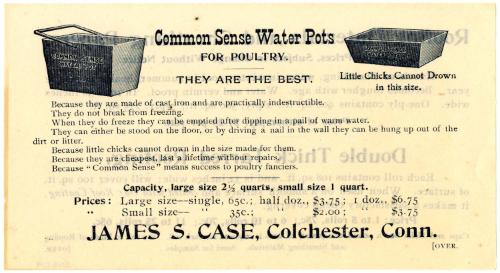 Common Sense Water Pots
FOR POULTRY.
THEY ARE THE BEST.
COMMON SENSE
Little Chicks Cannot Drown
in this size.
Because they are made of cast iron and are practically indestructible.
They do not break from freezing.
When they do freeze they can be emptied after dipping in a pail of warm water.
They can either be stood on the floor, or by driving a nail in the wall they can be hung up out of the
dirt or litter.
Because little chicks cannot drown in the size made for them.
Because they are cheapest, last a lifetime without repairs.
Because "Common Sense" means success to poultry fanciers.
Capacity, large size 2½ quarts, small size 1 quart.
Prices: Large size—single, 65c.; half doz., $3.75; 1 doz., $6.75
" Small size— " 35c.; " $2.00; " $3.75
JAMES S. CASE, Colchester, Conn.
[OVER.